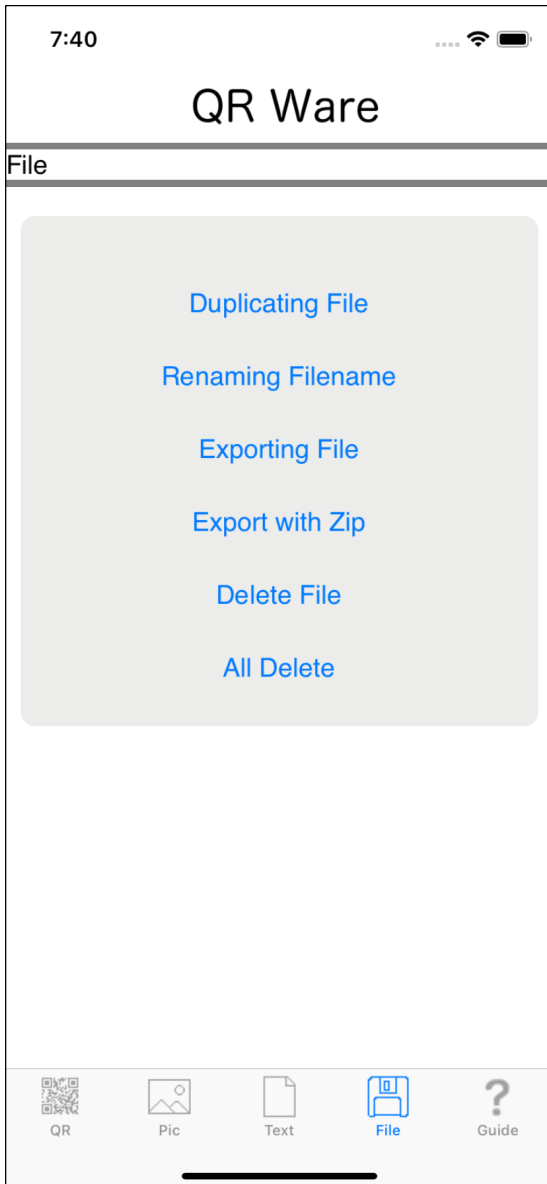 7:40
QR Ware
File
Duplicating File
Renaming Filename
Exporting File
Export with Zip
Delete File
All Delete
QR
Pic
Text
File
Guide